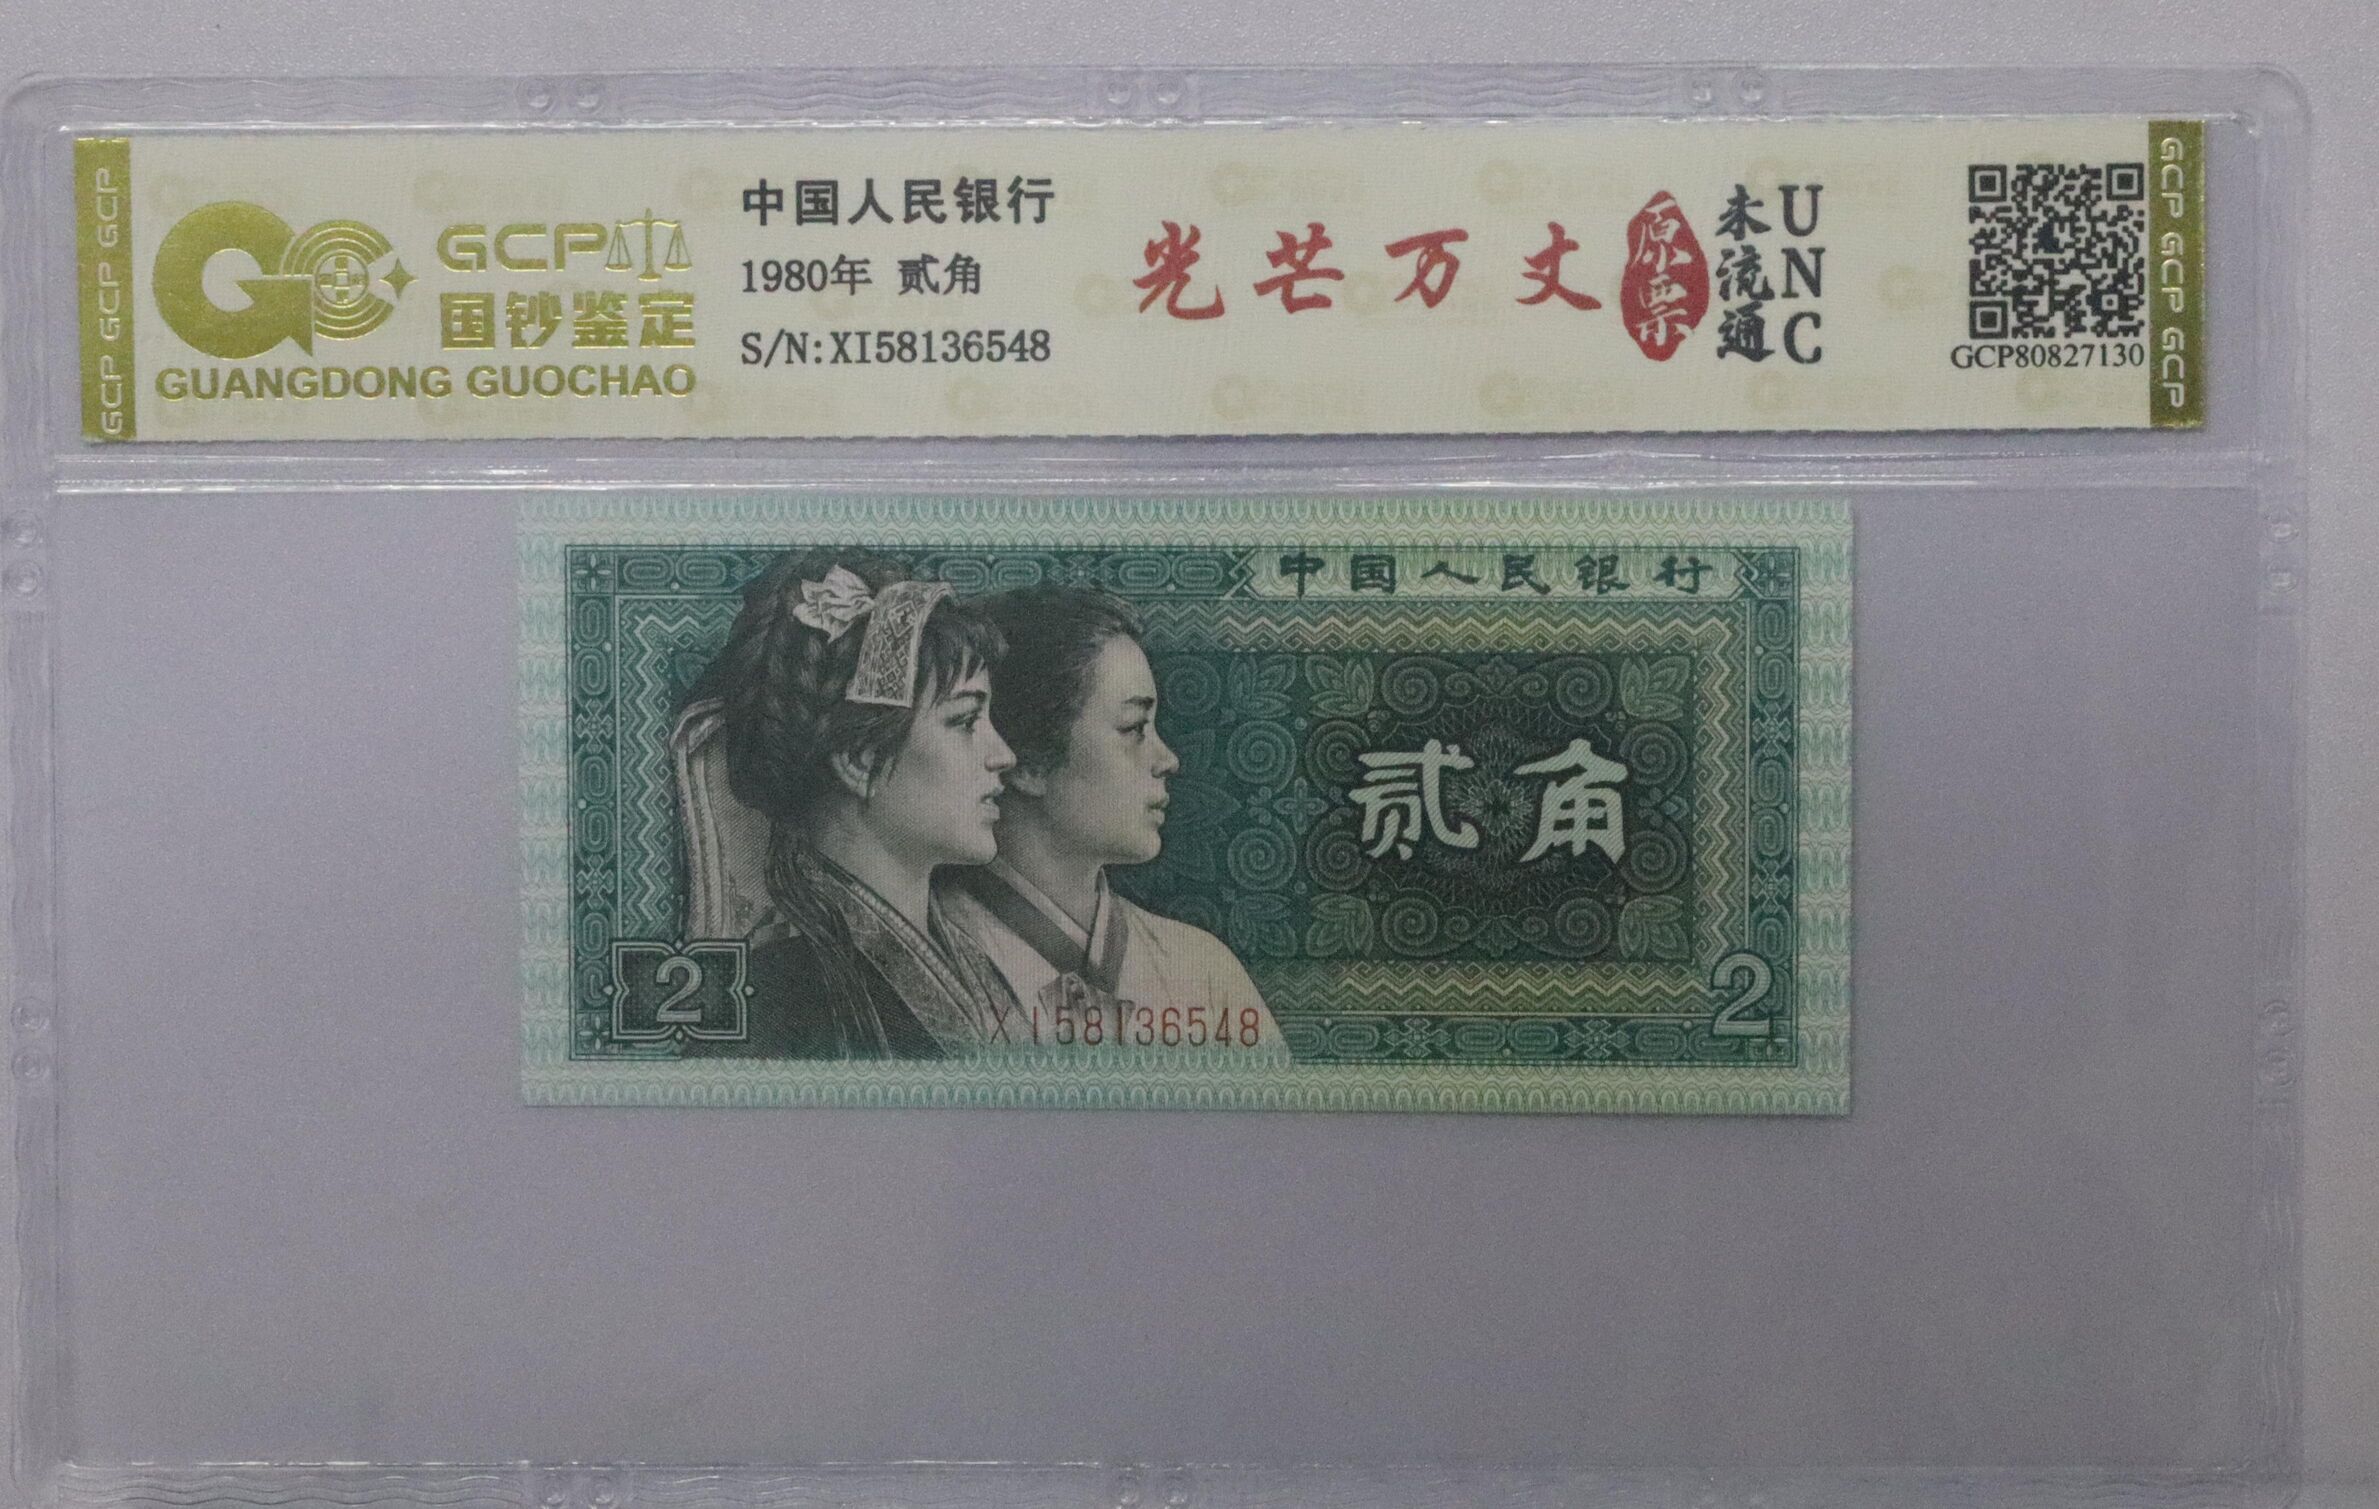 GCP GCP GCP
GCP
国钞鉴定
GUANGDONG GUOCHAO
中国人民银行
1980年 贰角
S/N:XI58136548
光芒万丈
原票
未流通
UNC
GCP80827130
GCP GCP GCP
中国人民银行
贰角
2
XI58136548
2